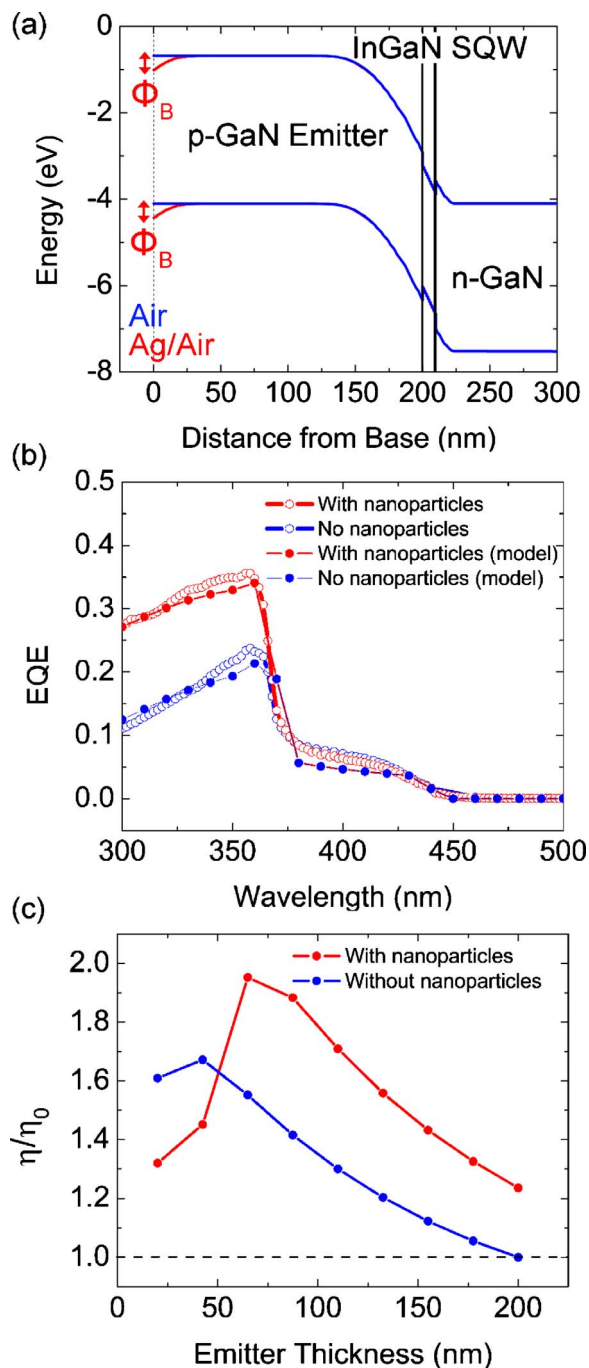 (a)
0
-2
-4
-6
-8
Energy (eV)
InGaN SQW
Φ
B
p-GaN Emitter
Φ
B
n-GaN
Air
Ag/Air
0 50 100 150 200 250 300
Distance from Base (nm)
(b)
0.5
0.4
0.3
0.2
0.1
0.0
EQE
With nanoparticles
No nanoparticles
With nanoparticles (model)
No nanoparticles (model)
300 350 400 450 500
Wavelength (nm)
(c)
2.0
1.8
1.6
1.4
1.2
1.0
η/η0
With nanoparticles
Without nanoparticles
0 50 100 150 200
Emitter Thickness (nm)